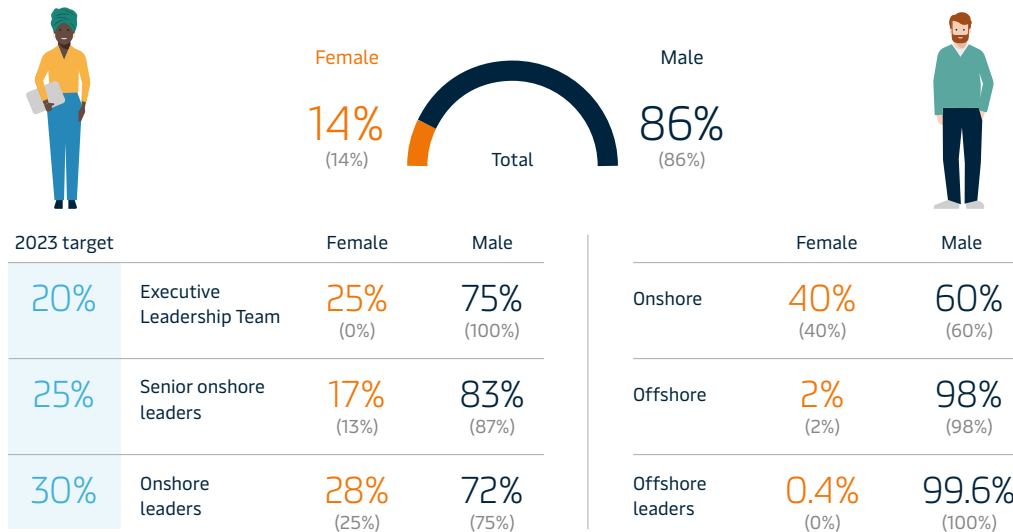 Female
Male
14%
86%
(14%)
(86%)
Total
2023 target
Female
Male
20%
Executive
Leadership Team
25%
75%
(0%)
(100%)
25%
Senior onshore
leaders
17%
83%
(13%)
(87%)
30%
Onshore
leaders
28%
72%
(25%)
(75%)
Female
Male
Onshore
40%
60%
(40%)
(60%)
Offshore
2%
98%
(2%)
(98%)
Offshore
leaders
0.4%
99.6%
(0%)
(100%)